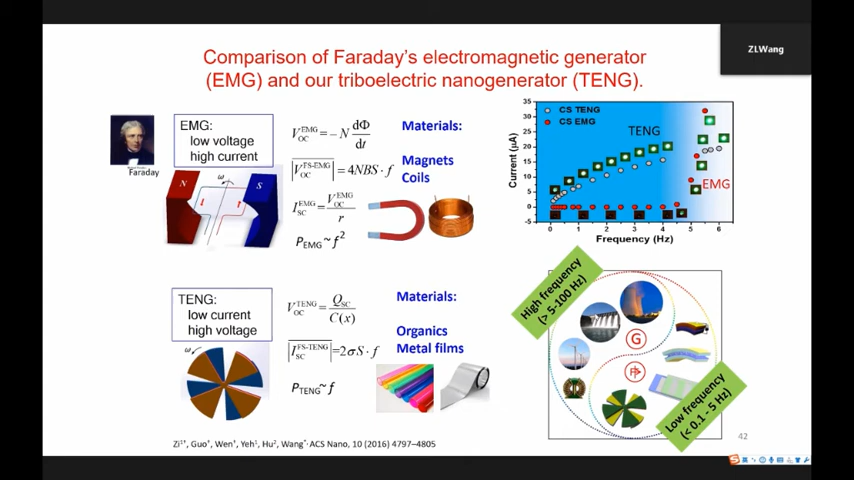 ZLWang
Comparison of Faraday's electromagnetic generator
(EMG) and our triboelectric nanogenerator (TENG).
Faraday
EMG:
low voltage
high current
V_OC^EMG = – N dΦ/dt
|V_OC^FS-EMG| = 4NBS · f
I_SC^EMG = V_OC^EMG / r
P_EMG ~ f²
Materials:
Magnets
Coils
N
S
ω
I
I
CS TENG
CS EMG
TENG
EMG
Current (μA)
35
30
25
20
15
10
5
0
-5
0 1 2 3 4 5 6
Frequency (Hz)
TENG:
low current
high voltage
V_OC^TENG = Q_SC / C(x)
|I_SC^FS-TENG| = 2σS · f
P_TENG ~ f
Materials:
Organics
Metal films
ω
High frequency
(> 5-100 Hz)
G
Low frequency
(< 0.1 - 5 Hz)
Zi¹⁺, Guo⁺, Wen⁺, Yeh¹, Hu², Wang*· ACS Nano, 10 (2016) 4797–4805
42
英